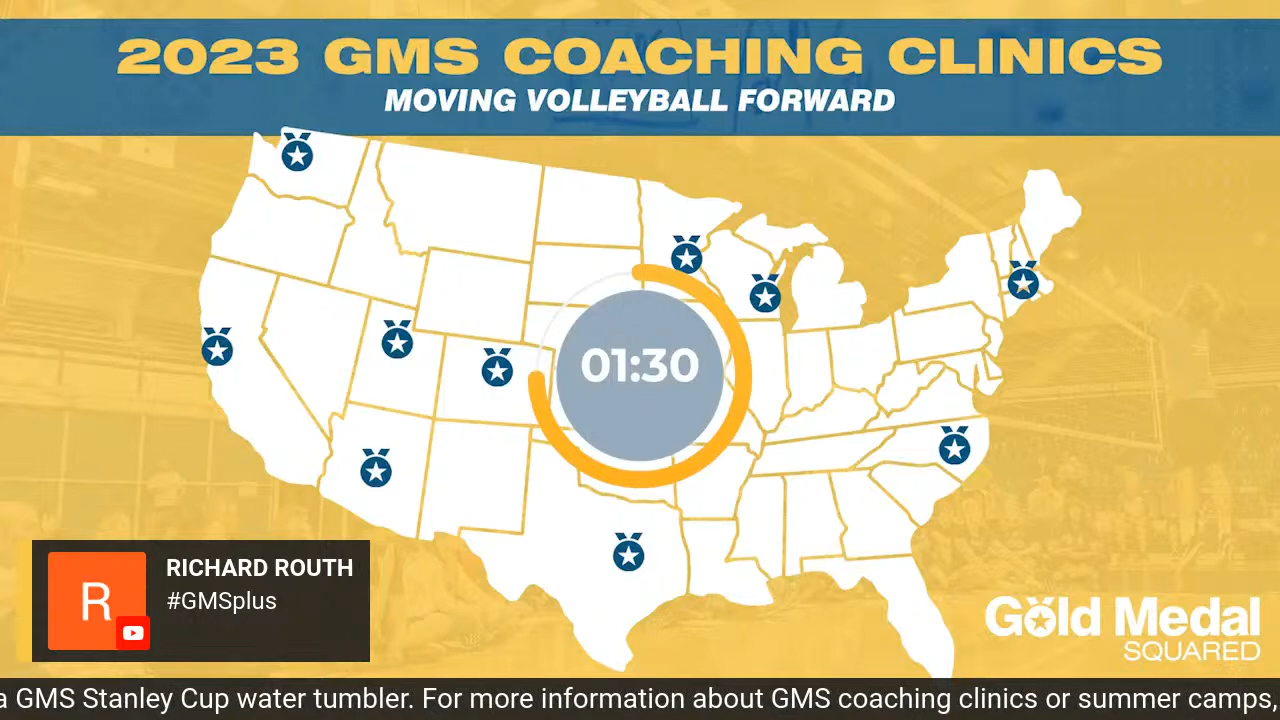 2023 GMS COACHING CLINICS
MOVING VOLLEYBALL FORWARD
01:30
R
RICHARD ROUTH
#GMSplus
Gold Medal
SQUARED
a GMS Stanley Cup water tumbler. For more information about GMS coaching clinics or summer camps,